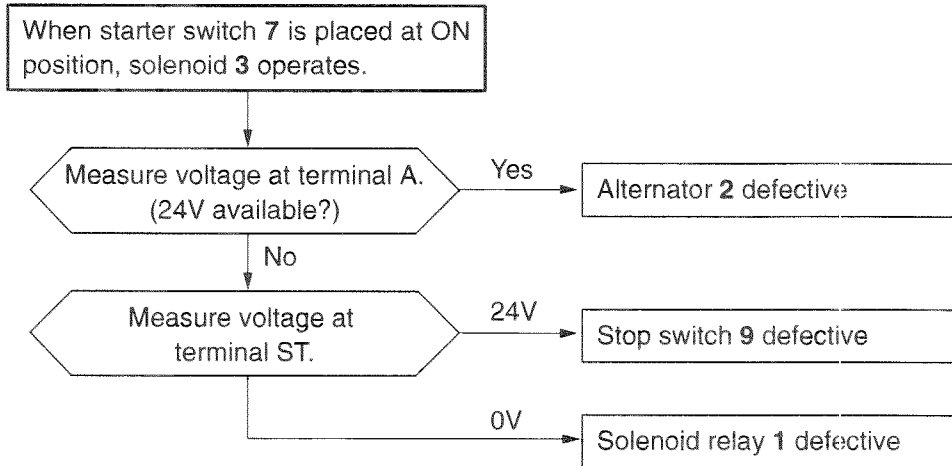 When starter switch 7 is placed at ON
position, solenoid 3 operates.
Measure voltage at terminal A.
(24V available?)
Yes
Alternator 2 defective
No
Measure voltage at
terminal ST.
24V
Stop switch 9 defective
0V
Solenoid relay 1 defective